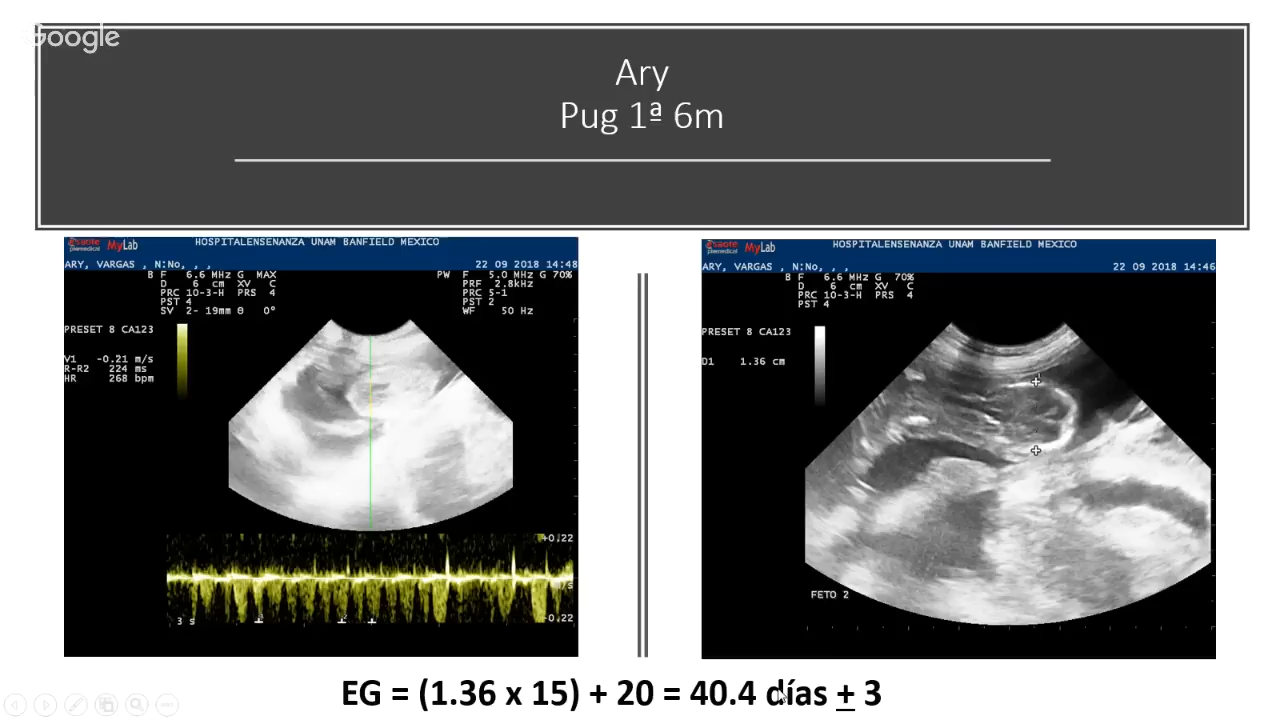 Google
Ary
Pug 1ª 6m
esaote MyLab
HOSPITALENSENANZA UNAM BANFIELD MEXICO
ARY, VARGAS , N:No, , , 22 09 2018 14:48
B F 6.6 MHz G MAX
D 6 cm XV C
PRC 10-3-H PRS 4
PST 4
SV 2- 19mm θ 0°
PW F 5.0 MHz G 70%
PRF 2.8kHz
PRC 5-1
PST 2
WF 50 Hz
PRESET 8 CA123
V1 -0.21 m/s
R-R2 224 ms
HR 268 bpm
+0.22
m/s
-0.22
3 s
esaote MyLab
HOSPITALENSENANZA UNAM BANFIELD MEXICO
ARY, VARGAS , N:No, , , 22 09 2018 14:46
B F 6.6 MHz G 70%
D 6 cm XV C
PRC 10-3-H PRS 4
PST 4
PRESET 8 CA123
D1 1.36 cm
FETO 2
EG = (1.36 x 15) + 20 = 40.4 días ± 3